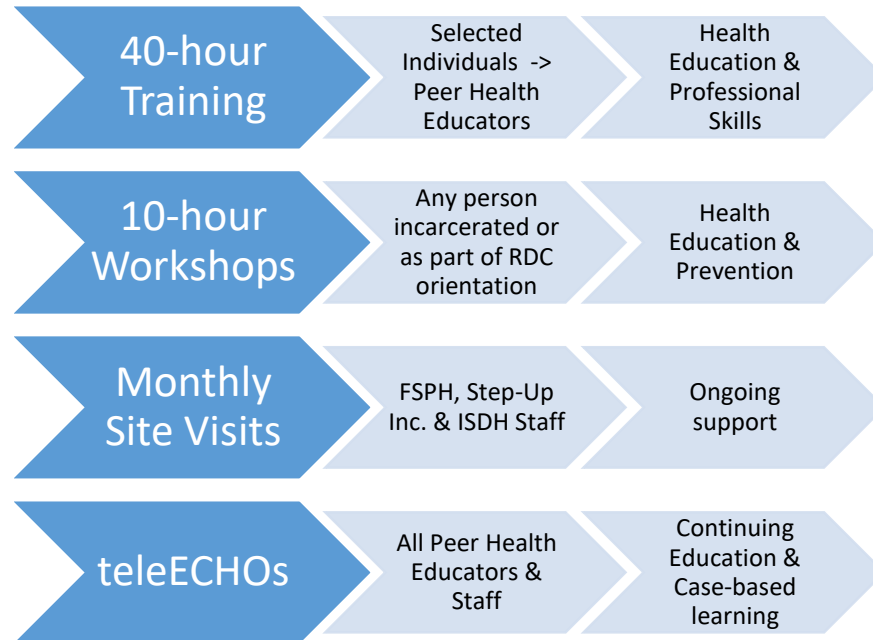 40-hour
Training
Selected
Individuals -> 
Peer Health
Educators
Health
Education &
Professional
Skills
10-hour
Workshops
Any person
incarcerated or
as part of RDC
orientation
Health
Education &
Prevention
Monthly
Site Visits
FSPH, Step-Up
Inc. & ISDH Staff
Ongoing
support
teleECHOs
All Peer Health
Educators &
Staff
Continuing
Education &
Case-based
learning